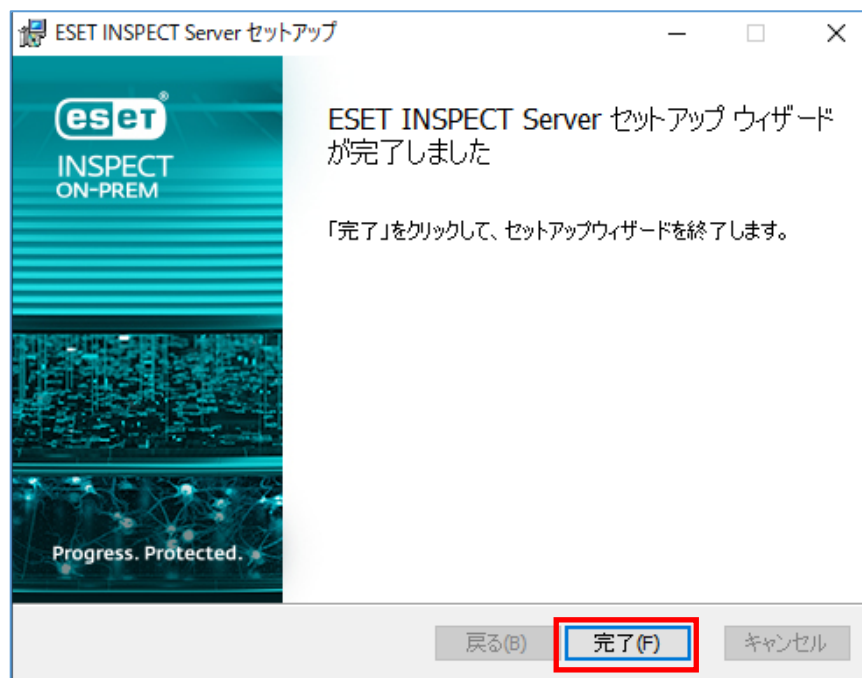 ESET INSPECT Server セットアップ
eseT®
INSPECT
ON-PREM
ESET INSPECT Server セットアップ ウィザード
が完了しました
「完了」をクリックして、セットアップウィザードを終了します。
Progress. Protected.
戻る(B)
完了(F)
キャンセル